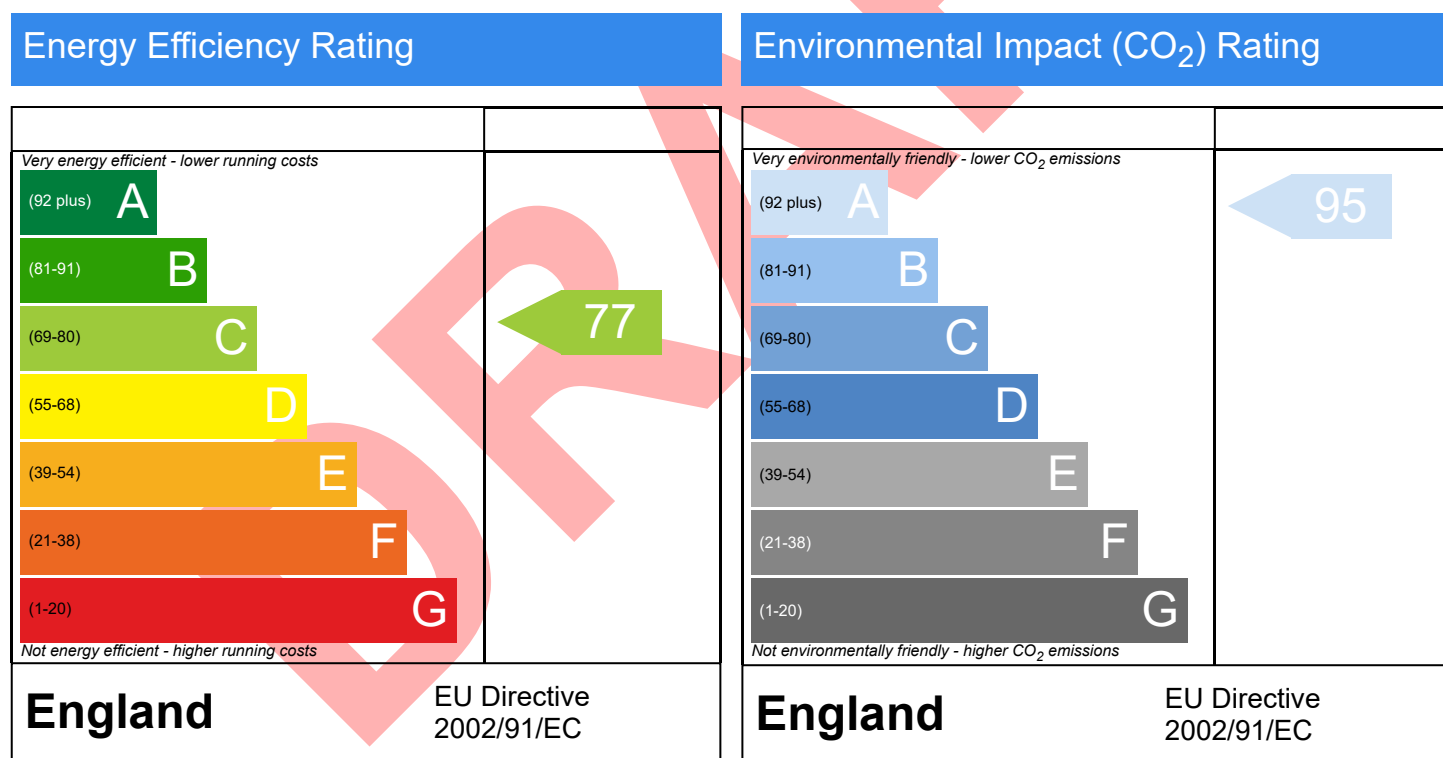 Energy Efficiency Rating
Very energy efficient - lower running costs
(92 plus) A
(81-91) B
(69-80) C
(55-68) D
(39-54) E
(21-38) F
(1-20) G
Not energy efficient - higher running costs
77
England
EU Directive
2002/91/EC
Environmental Impact (CO2) Rating
Very environmentally friendly - lower CO2 emissions
(92 plus) A
(81-91) B
(69-80) C
(55-68) D
(39-54) E
(21-38) F
(1-20) G
Not environmentally friendly - higher CO2 emissions
95
England
EU Directive
2002/91/EC
DRA